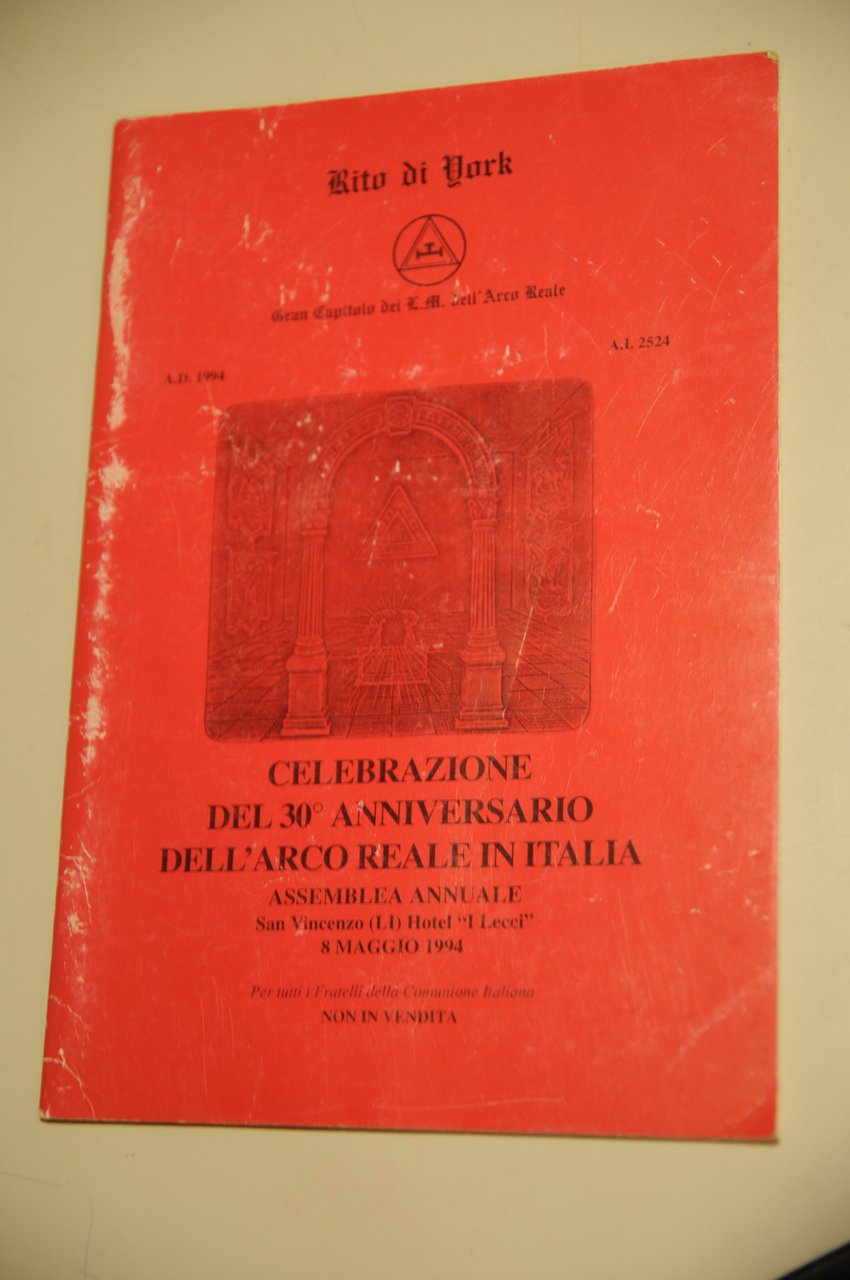 Rito di York
Gran Capitolo dei L.M. dell'Arco Reale
A.I. 2524
A.D. 1994
CELEBRAZIONE
DEL 30° ANNIVERSARIO
DELL'ARCO REALE IN ITALIA
ASSEMBLEA ANNUALE
San Vincenzo (LI) Hotel "I Lecci"
8 MAGGIO 1994
Per tutti i Fratelli della Comunione Italiana
NON IN VENDITA